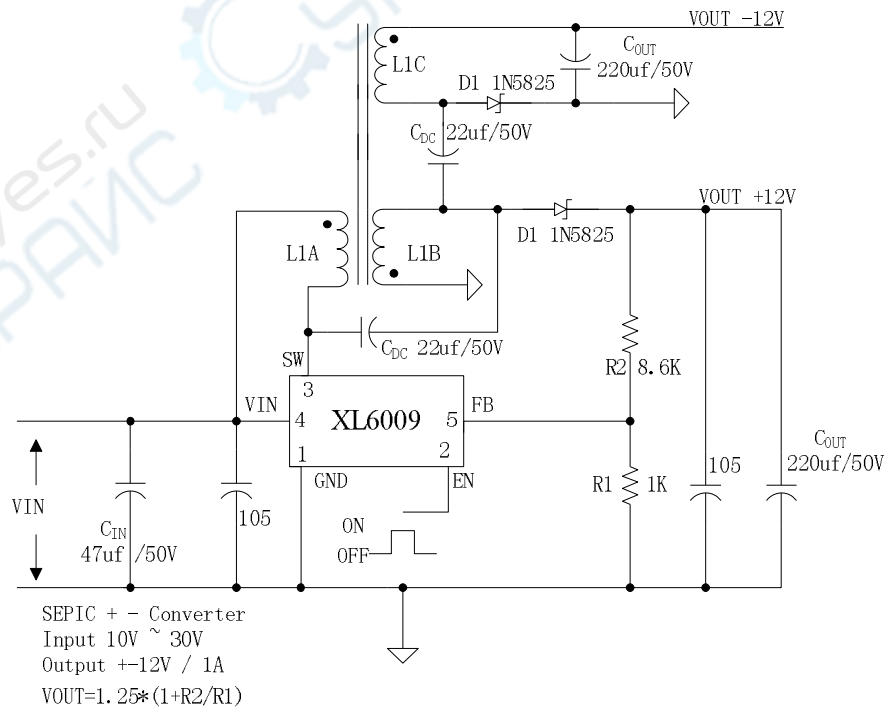 VOUT -12V
COUT
220uf/50V
L1C
D1 1N5825
CDC 22uf/50V
VOUT +12V
D1 1N5825
L1A
L1B
CDC 22uf/50V
SW
3
R2 8.6K
VIN
4
XL6009
5
FB
1
2
GND
EN
R1
1K
105
COUT
220uf/50V
VIN
CIN
47uf /50V
105
ON
OFF
SEPIC + - Converter
Input 10V ~ 30V
Output +-12V / 1A
VOUT=1.25*(1+R2/R1)